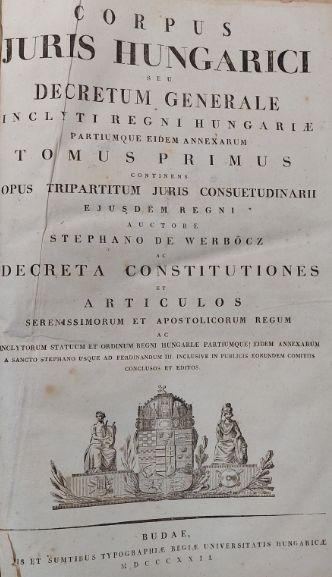 CORPUS
JURIS HUNGARICI
SEU
DECRETUM GENERALE
INCLYTI REGNI HUNGARIÆ
PARTIUMQUE EIDEM ANNEXARUM
TOMUS PRIMUS
CONTINENS
OPUS TRIPARTITUM JURIS CONSUETUDINARII
EJUSDEM REGNI
AUCTORE
STEPHANO DE WERBŐCZ
AC
DECRETA CONSTITUTIONES
ET
ARTICULOS
SERENISSIMORUM ET APOSTOLICORUM REGUM
AC
INCLYTORUM STATUUM ET ORDINUM REGNI HUNGARIÆ PARTIUMQUE EIDEM ANNEXARUM
A SANCTO STEPHANO USQUE AD FERDINANDUM III. INCLUSIVE IN PUBLICIS EORUNDEM COMITIIS
CONCLUSOS ET EDITOS.
BUDAE,
IS ET SUMTIBUS TYPOGRAPHIÆ REGIÆ UNIVERSITATIS HUNGARICÆ
M.DCCCXXII.